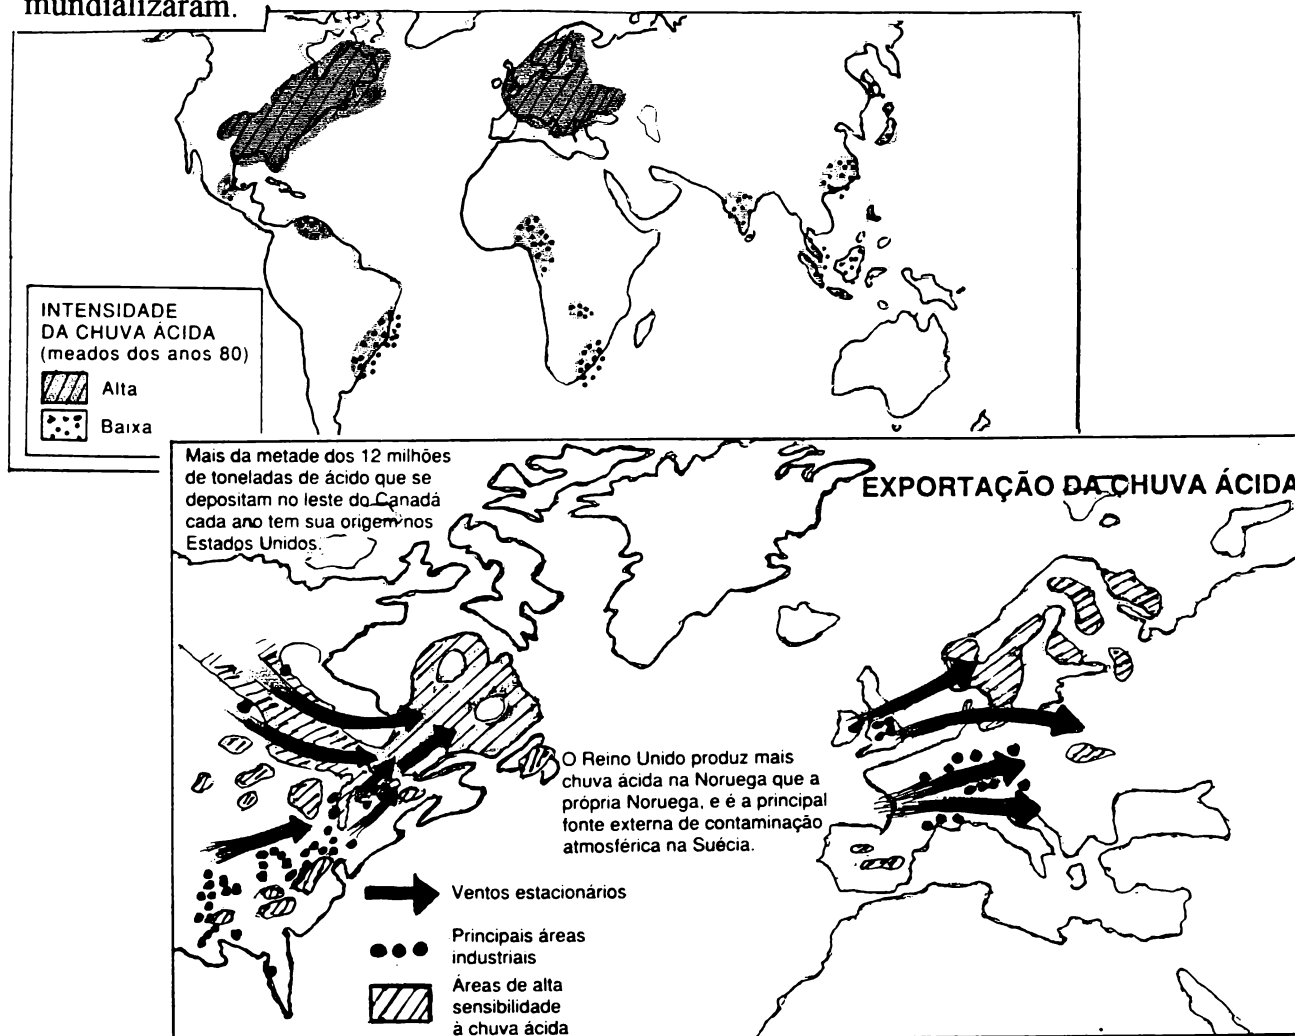 mundializaram.
INTENSIDADE
DA CHUVA ÁCIDA
(meados dos anos 80)
Alta
Baixa
Mais da metade dos 12 milhões
de toneladas de ácido que se
depositam no leste do Canadá
cada ano tem sua origem nos
Estados Unidos.
EXPORTAÇÃO DA CHUVA ÁCIDA
O Reino Unido produz mais
chuva ácida na Noruega que a
própria Noruega, e é a principal
fonte externa de contaminação
atmosférica na Suécia.
Ventos estacionários
Principais áreas
industriais
Áreas de alta
sensibilidade
à chuva ácida